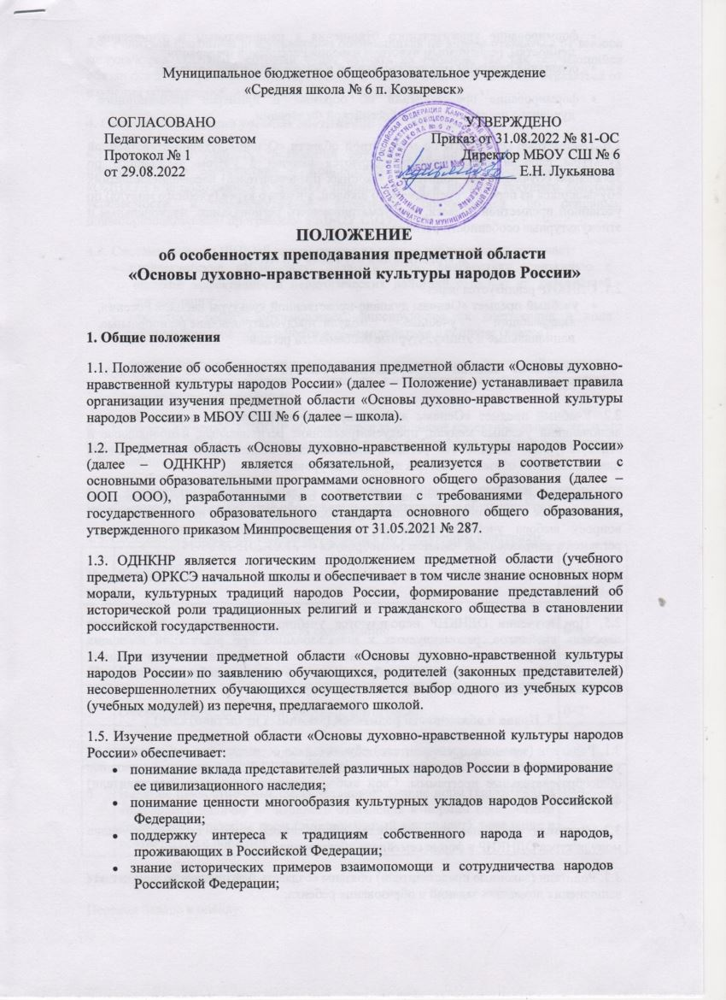 Муниципальное бюджетное общеобразовательное учреждение
«Средняя школа № 6 п. Козыревск»
СОГЛАСОВАНО УТВЕРЖДЕНО
Педагогическим советом Приказ от 31.08.2022 № 81-ОС
Протокол № 1 Директор МБОУ СШ № 6
от 29.08.2022 Е.Н. Лукьянова
МБОУ СШ №6
ПОЛОЖЕНИЕ
об особенностях преподавания предметной области
«Основы духовно-нравственной культуры народов России»
1. Общие положения
1.1. Положение об особенностях преподавания предметной области «Основы духовно-
нравственной культуры народов России» (далее – Положение) устанавливает правила
организации изучения предметной области «Основы духовно-нравственной культуры
народов России» в МБОУ СШ № 6 (далее – школа).
1.2. Предметная область «Основы духовно-нравственной культуры народов России»
(далее – ОДНКНР) является обязательной, реализуется в соответствии с
основными образовательными программами основного общего образования (далее –
ООП ООО), разработанными в соответствии с требованиями Федерального
государственного образовательного стандарта основного общего образования,
утвержденного приказом Минпросвещения от 31.05.2021 № 287.
1.3. ОДНКНР является логическим продолжением предметной области (учебного
предмета) ОРКСЭ начальной школы и обеспечивает в том числе знание основных норм
морали, культурных традиций народов России, формирование представлений об
исторической роли традиционных религий и гражданского общества в становлении
российской государственности.
1.4. При изучении предметной области «Основы духовно-нравственной культуры
народов России» по заявлению обучающихся, родителей (законных представителей)
несовершеннолетних обучающихся осуществляется выбор одного из учебных курсов
(учебных модулей) из перечня, предлагаемого школой.
1.5. Изучение предметной области «Основы духовно-нравственной культуры народов
России» обеспечивает:
• понимание вклада представителей различных народов России в формирование
ее цивилизационного наследия;
• понимание ценности многообразия культурных укладов народов Российской
Федерации;
• поддержку интереса к традициям собственного народа и народов,
проживающих в Российской Федерации;
• знание исторических примеров взаимопомощи и сотрудничества народов
Российской Федерации;